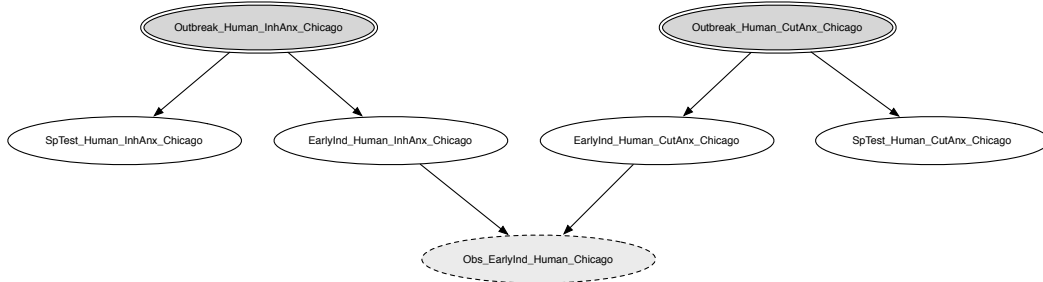 Outbreak_Human_InhAnx_Chicago
Outbreak_Human_CutAnx_Chicago
SpTest_Human_InhAnx_Chicago
EarlyInd_Human_InhAnx_Chicago
EarlyInd_Human_CutAnx_Chicago
SpTest_Human_CutAnx_Chicago
Obs_EarlyInd_Human_Chicago